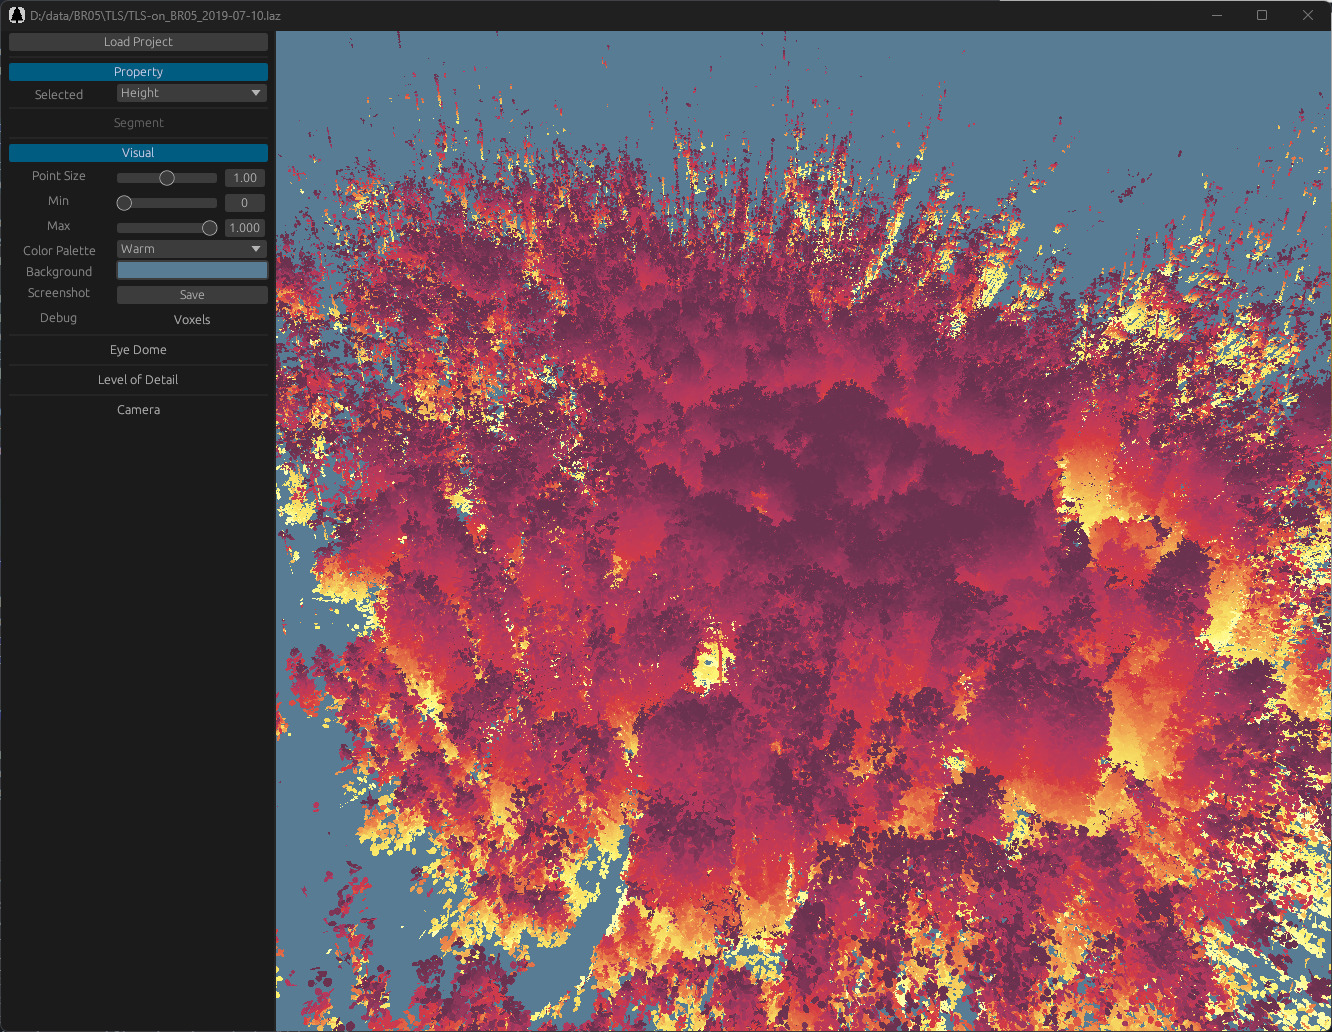 D:/data/BR05\TLS/TLS-on_BR05_2019-07-10.laz
Load Project
Property
Selected Height
Segment
Visual
Point Size 1.00
Min 0
Max 1.000
Color Palette Warm
Background
Screenshot Save
Debug Voxels
Eye Dome
Level of Detail
Camera